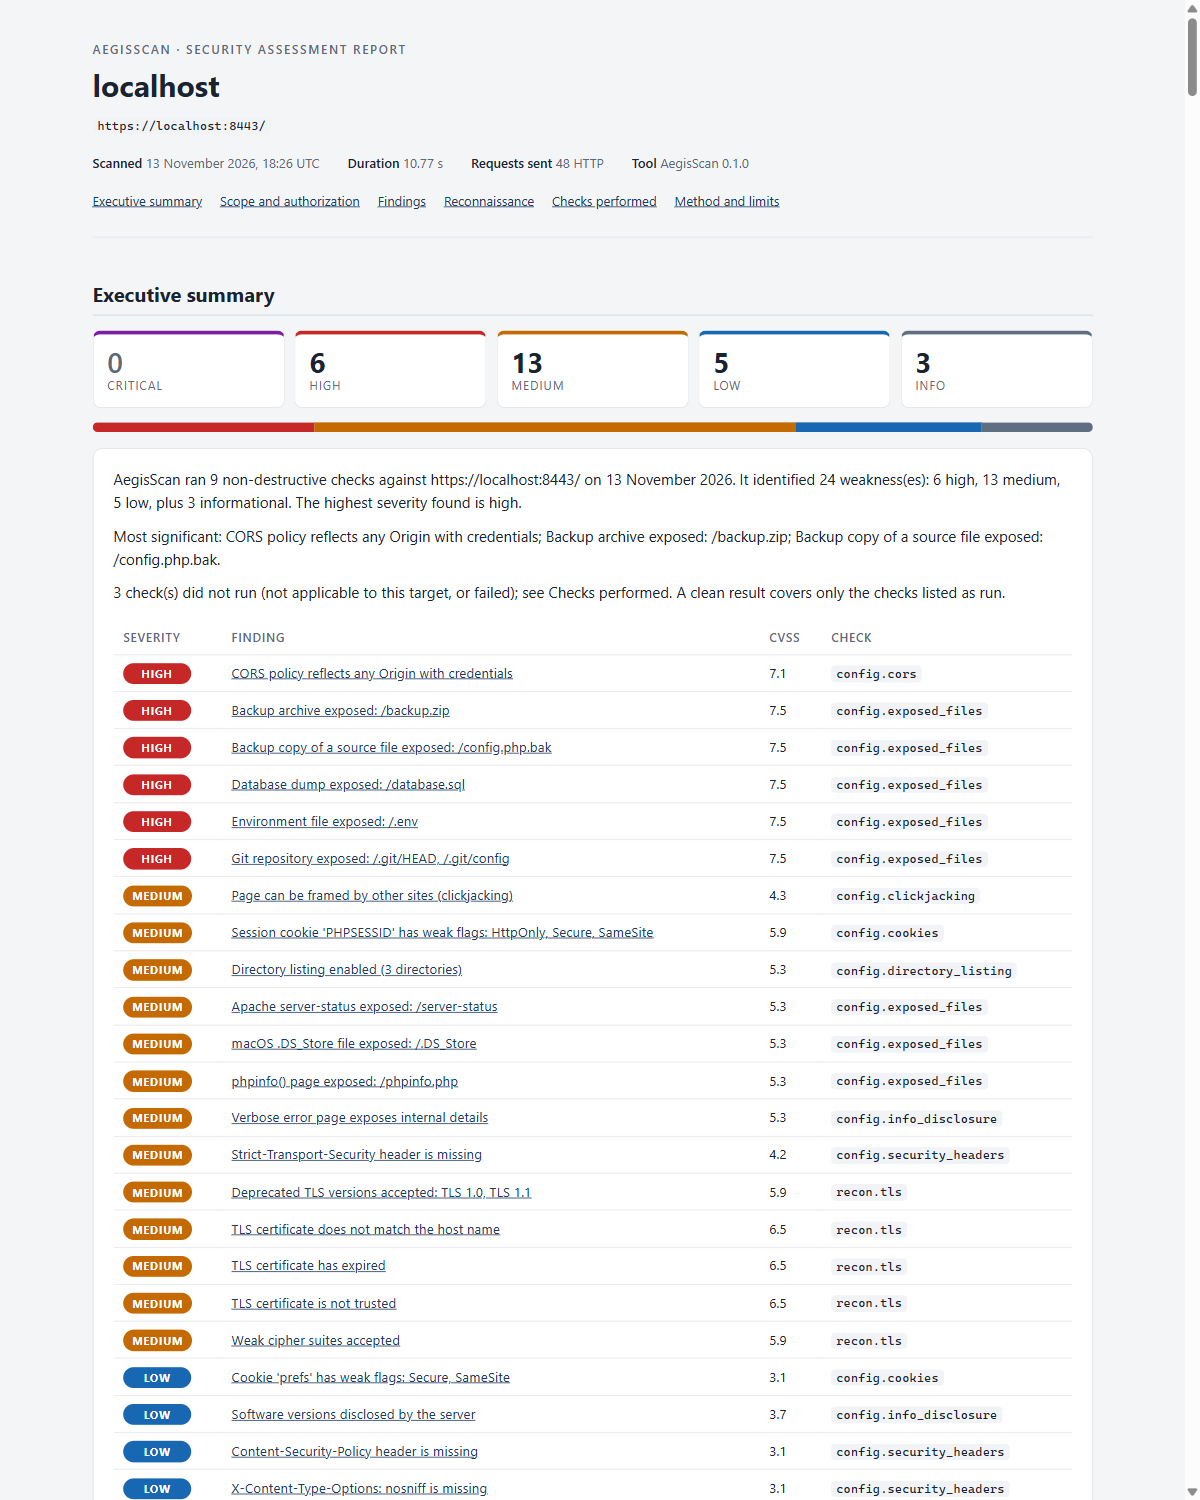 AEGISSCAN · SECURITY ASSESSMENT REPORT
localhost
https://localhost:8443/
Scanned 13 November 2026, 18:26 UTC Duration 10.77 s Requests sent 48 HTTP Tool AegisScan 0.1.0
Executive summary Scope and authorization Findings Reconnaissance Checks performed Method and limits
Executive summary
0 6 13 5 3
CRITICAL HIGH MEDIUM LOW INFO
AegisScan ran 9 non-destructive checks against https://localhost:8443/ on 13 November 2026. It identified 24 weakness(es): 6 high, 13 medium,
5 low, plus 3 informational. The highest severity found is high.
Most significant: CORS policy reflects any Origin with credentials; Backup archive exposed: /backup.zip; Backup copy of a source file exposed:
/config.php.bak.
3 check(s) did not run (not applicable to this target, or failed); see Checks performed. A clean result covers only the checks listed as run.
SEVERITY FINDING CVSS CHECK
HIGH CORS policy reflects any Origin with credentials 7.1 config.cors
HIGH Backup archive exposed: /backup.zip 7.5 config.exposed_files
HIGH Backup copy of a source file exposed: /config.php.bak 7.5 config.exposed_files
HIGH Database dump exposed: /database.sql 7.5 config.exposed_files
HIGH Environment file exposed: /.env 7.5 config.exposed_files
HIGH Git repository exposed: /.git/HEAD, /.git/config 7.5 config.exposed_files
MEDIUM Page can be framed by other sites (clickjacking) 4.3 config.clickjacking
MEDIUM Session cookie 'PHPSESSID' has weak flags: HttpOnly, Secure, SameSite 5.9 config.cookies
MEDIUM Directory listing enabled (3 directories) 5.3 config.directory_listing
MEDIUM Apache server-status exposed: /server-status 5.3 config.exposed_files
MEDIUM macOS .DS_Store file exposed: /.DS_Store 5.3 config.exposed_files
MEDIUM phpinfo() page exposed: /phpinfo.php 5.3 config.exposed_files
MEDIUM Verbose error page exposes internal details 5.3 config.info_disclosure
MEDIUM Strict-Transport-Security header is missing 4.2 config.security_headers
MEDIUM Deprecated TLS versions accepted: TLS 1.0, TLS 1.1 5.9 recon.tls
MEDIUM TLS certificate does not match the host name 6.5 recon.tls
MEDIUM TLS certificate has expired 6.5 recon.tls
MEDIUM TLS certificate is not trusted 6.5 recon.tls
MEDIUM Weak cipher suites accepted 5.9 recon.tls
LOW Cookie 'prefs' has weak flags: Secure, SameSite 3.1 config.cookies
LOW Software versions disclosed by the server 3.7 config.info_disclosure
LOW Content-Security-Policy header is missing 3.1 config.security_headers
LOW X-Content-Type-Options: nosniff is missing 3.1 config.security_headers